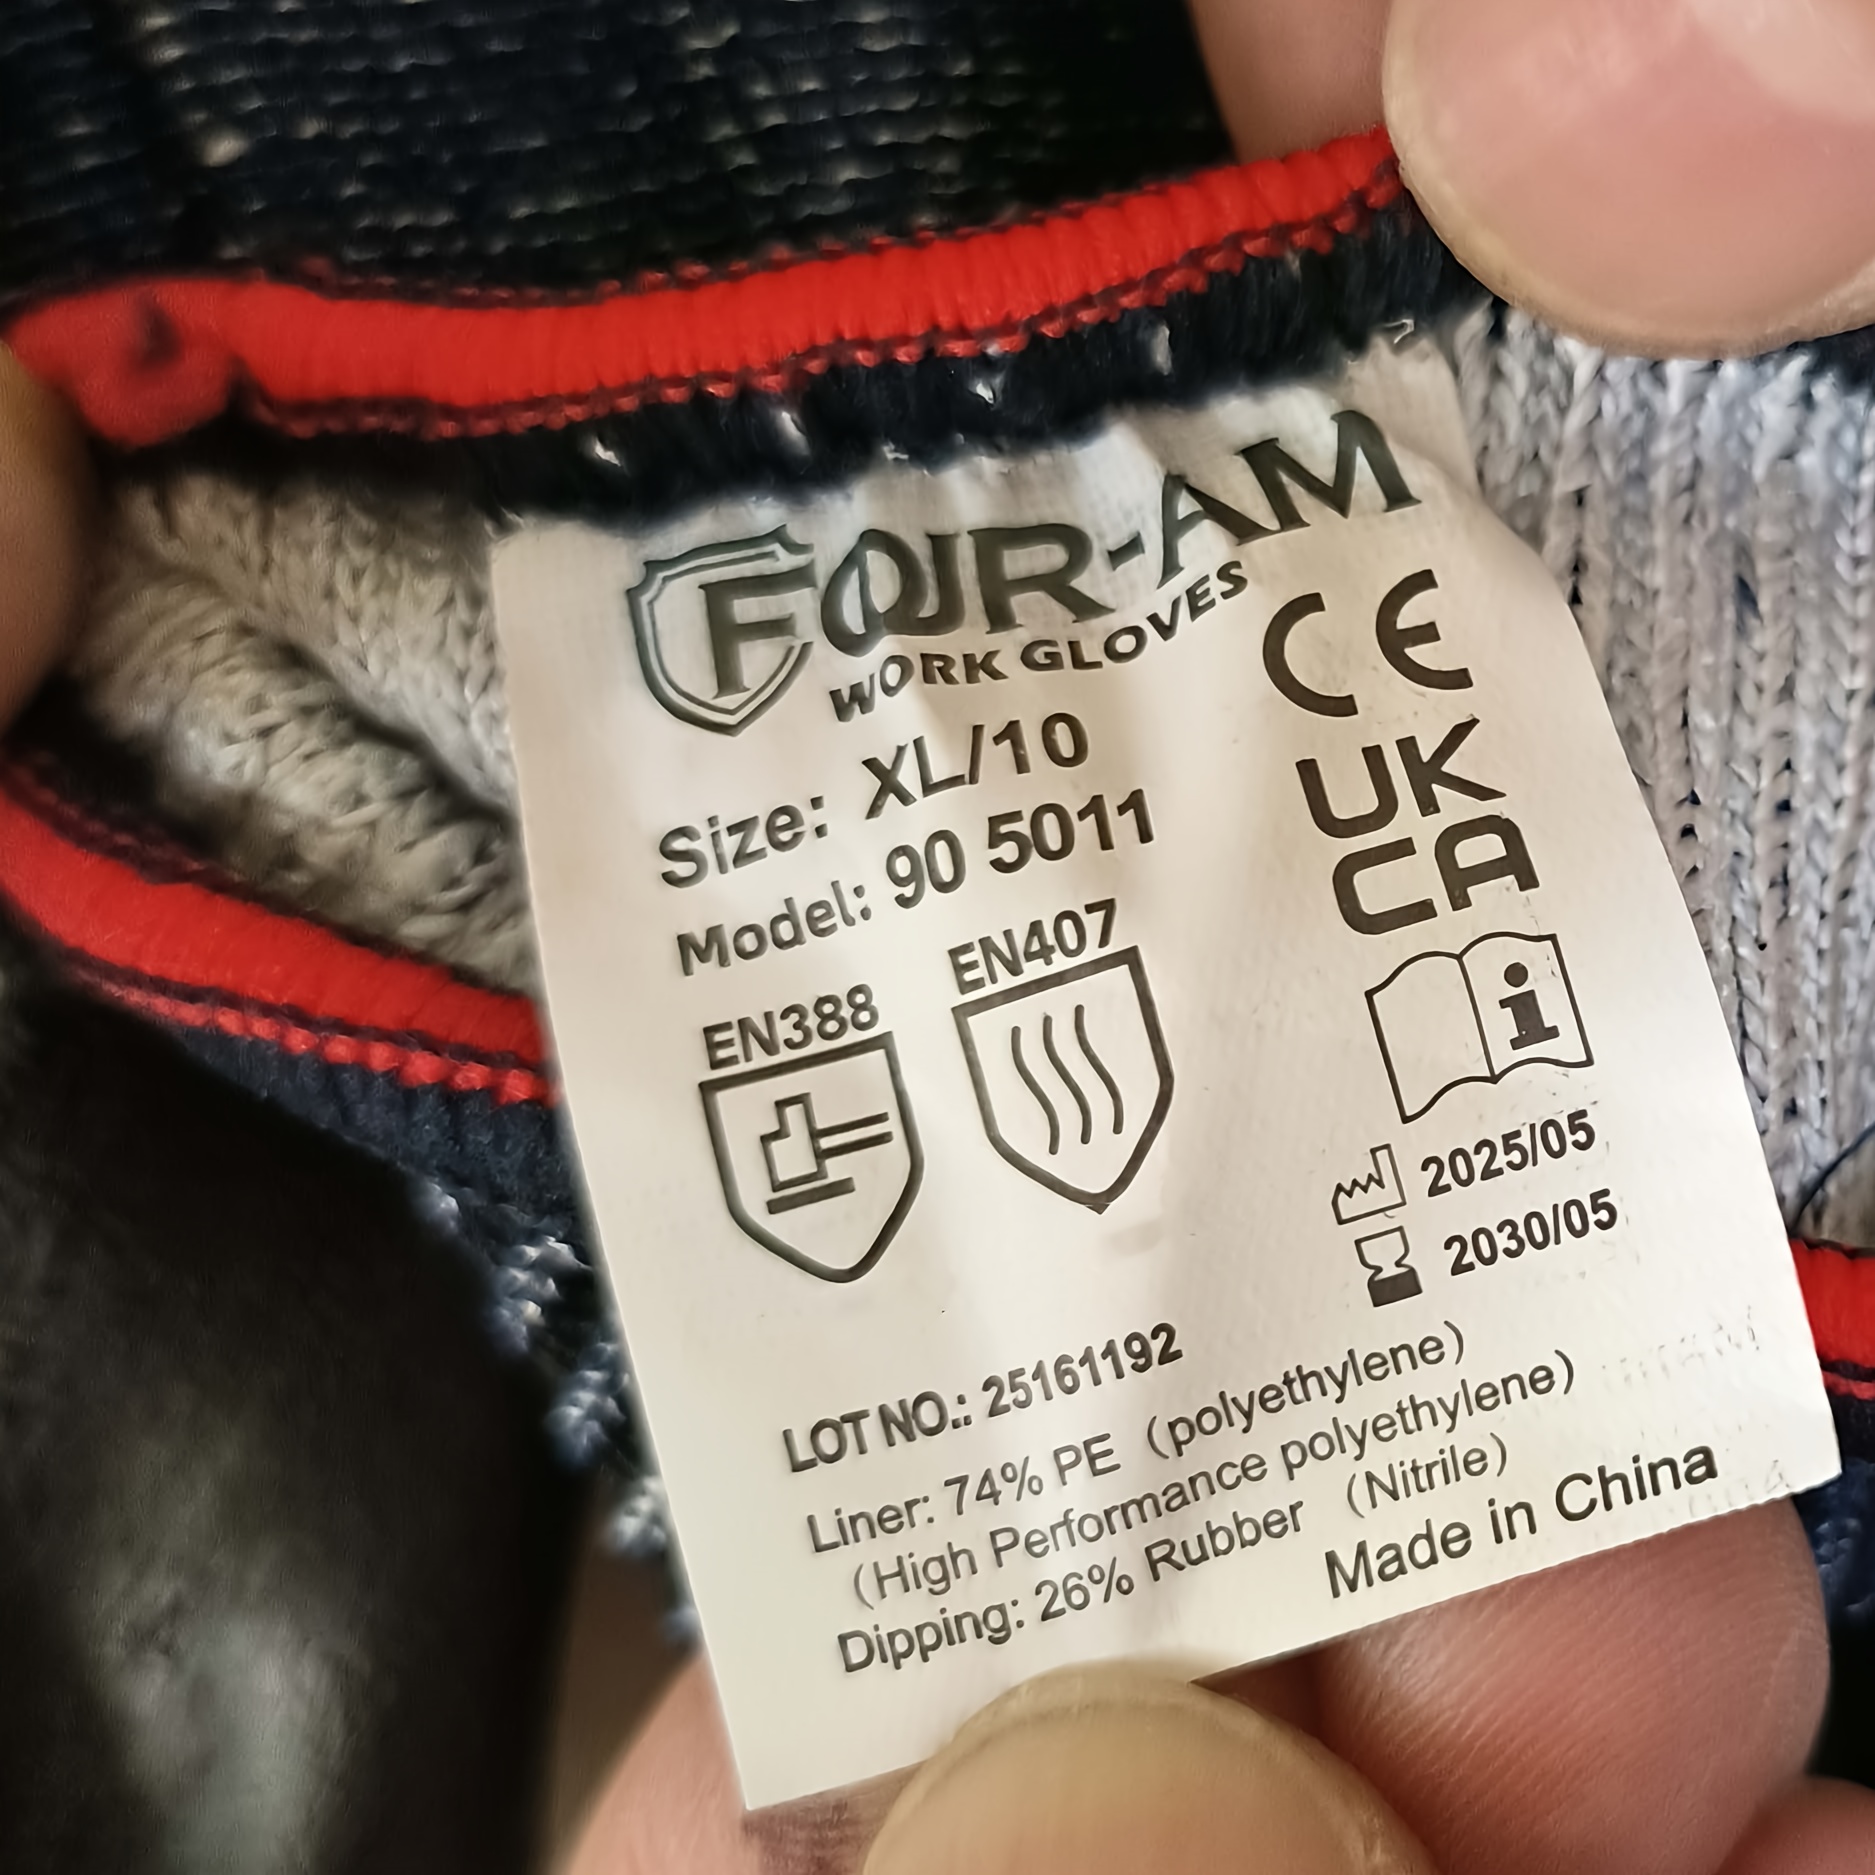 FOUR-AM
WORK GLOVES
CE
Size: XL/10
UK
CA
Model: 90 5011
EN388
EN407
i
2025/05
2030/05
LOT NO.: 25161192
Liner: 74% PE (polyethylene)
(High Performance polyethylene)
Dipping: 26% Rubber (Nitrile)
Made in China